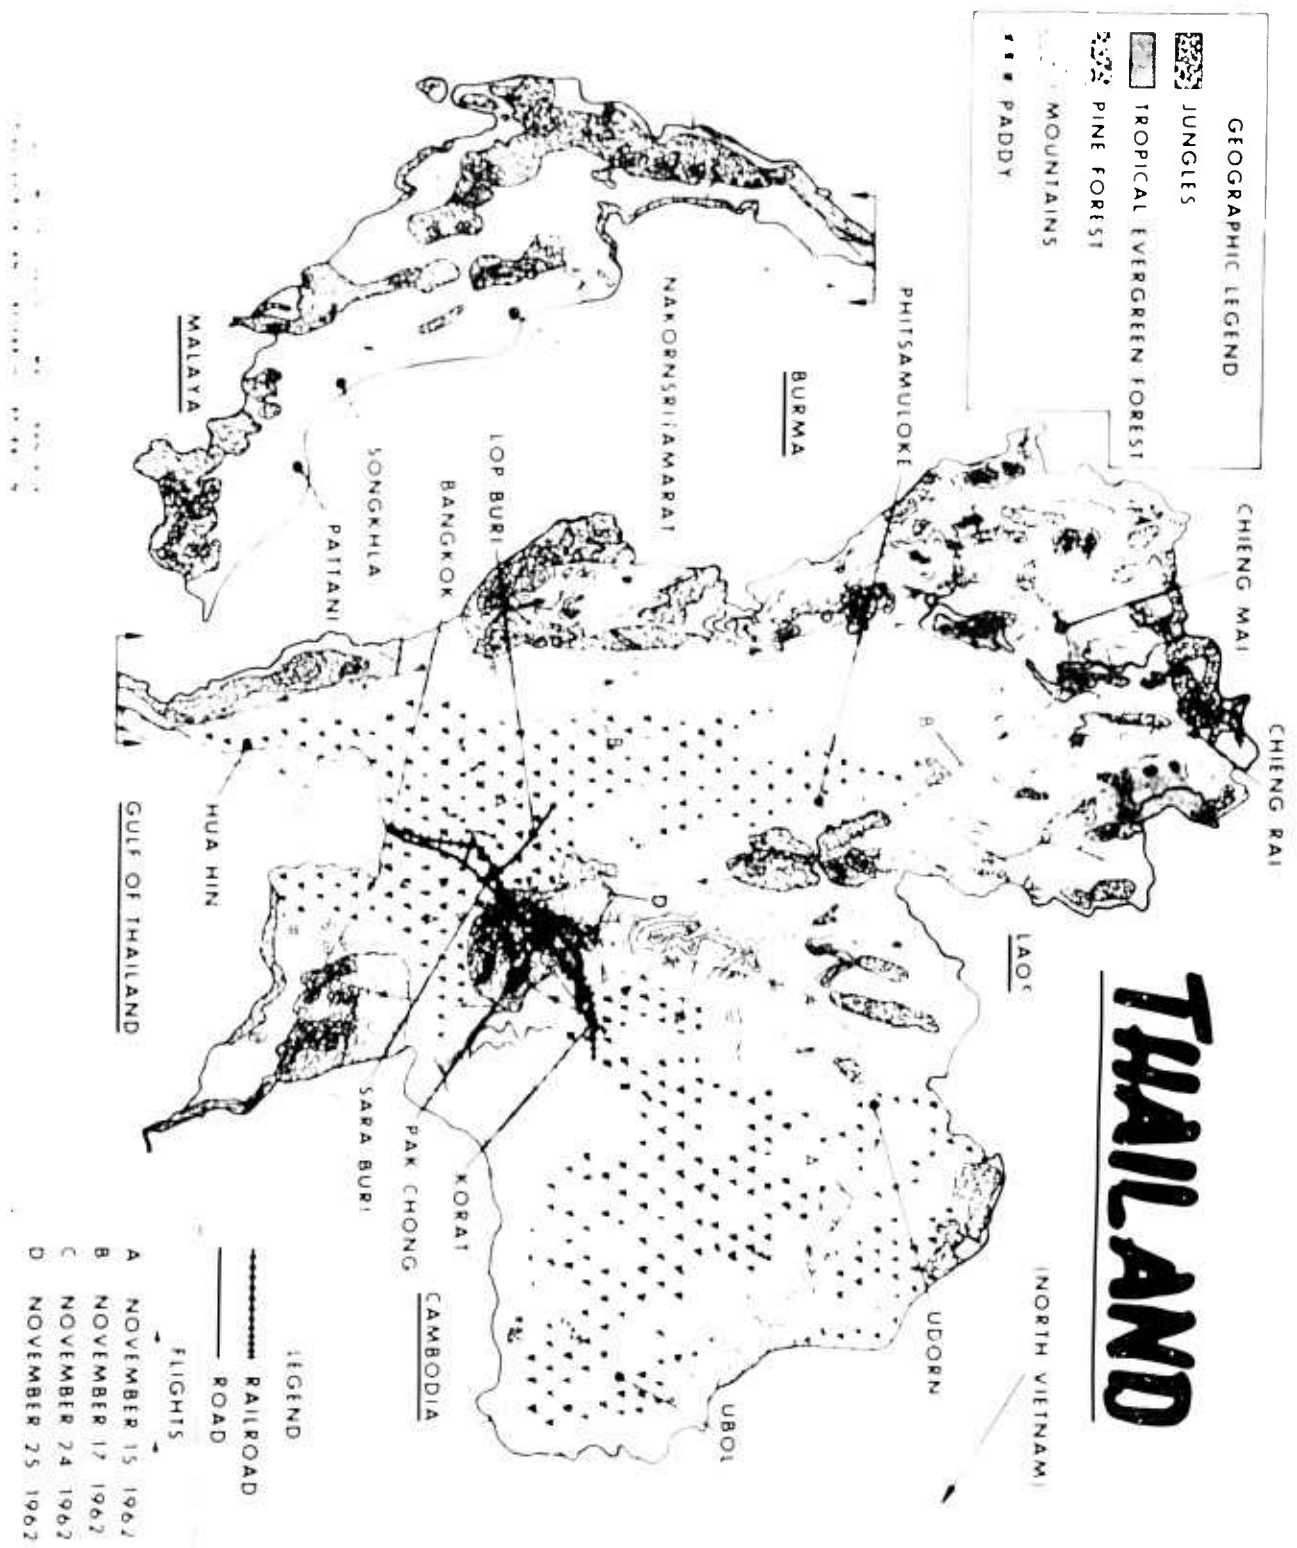 THAILAND
GEOGRAPHIC LEGEND
JUNGLES
TROPICAL EVERGREEN FOREST
PINE FOREST
MOUNTAINS
PADDY
CHIENG MAI
CHIENG RAI
LAOS
(NORTH VIETNAM)
PHITSAMULOKE
BURMA
UDORN
NAKORNSRITAMARAT
D
B
A
B
UBOL
LOP BURI
BANGKOK
SONGKHLA
PATTANI
MALAYA
KORAT
PAK CHONG
SARA BURI
CAMBODIA
HUA HIN
GULF OF THAILAND
LEGEND
RAILROAD
ROAD
FLIGHTS
A NOVEMBER 15 1962
B NOVEMBER 17 1962
C NOVEMBER 24 1962
D NOVEMBER 25 1962